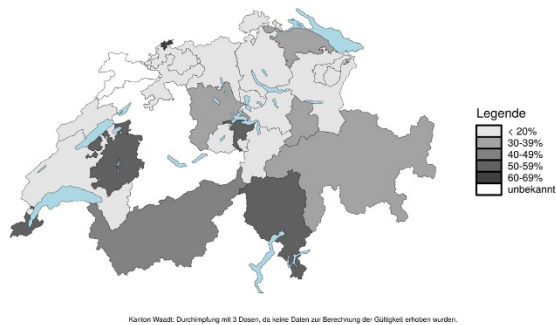 Legende
< 20%
30-39%
40-49%
50-59%
60-69%
unbekannt
Kanton Waadt: Durchimpfung mit 3 Dosen, da keine Daten zur Berechnung der Gültigkeit erhoben wurden.